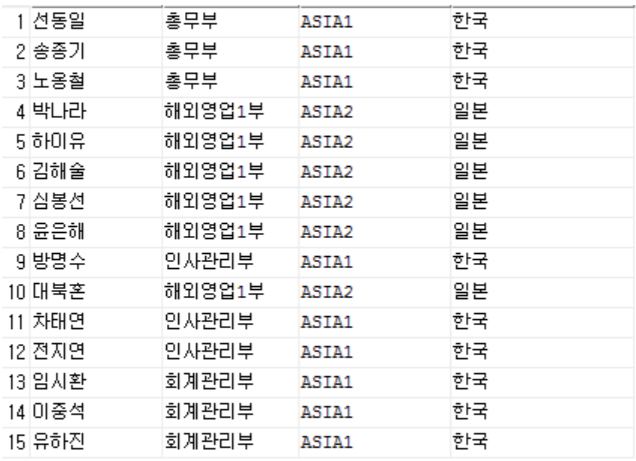 1 선동일 총무부 ASIA1 한국
2 송중기 총무부 ASIA1 한국
3 노옹철 총무부 ASIA1 한국
4 박나라 해외영업1부 ASIA2 일본
5 하이유 해외영업1부 ASIA2 일본
6 김해술 해외영업1부 ASIA2 일본
7 심봉선 해외영업1부 ASIA2 일본
8 윤은해 해외영업1부 ASIA2 일본
9 방명수 인사관리부 ASIA1 한국
10 대북혼 해외영업1부 ASIA2 일본
11 차태연 인사관리부 ASIA1 한국
12 전지연 인사관리부 ASIA1 한국
13 임시환 회계관리부 ASIA1 한국
14 이중석 회계관리부 ASIA1 한국
15 유하진 회계관리부 ASIA1 한국